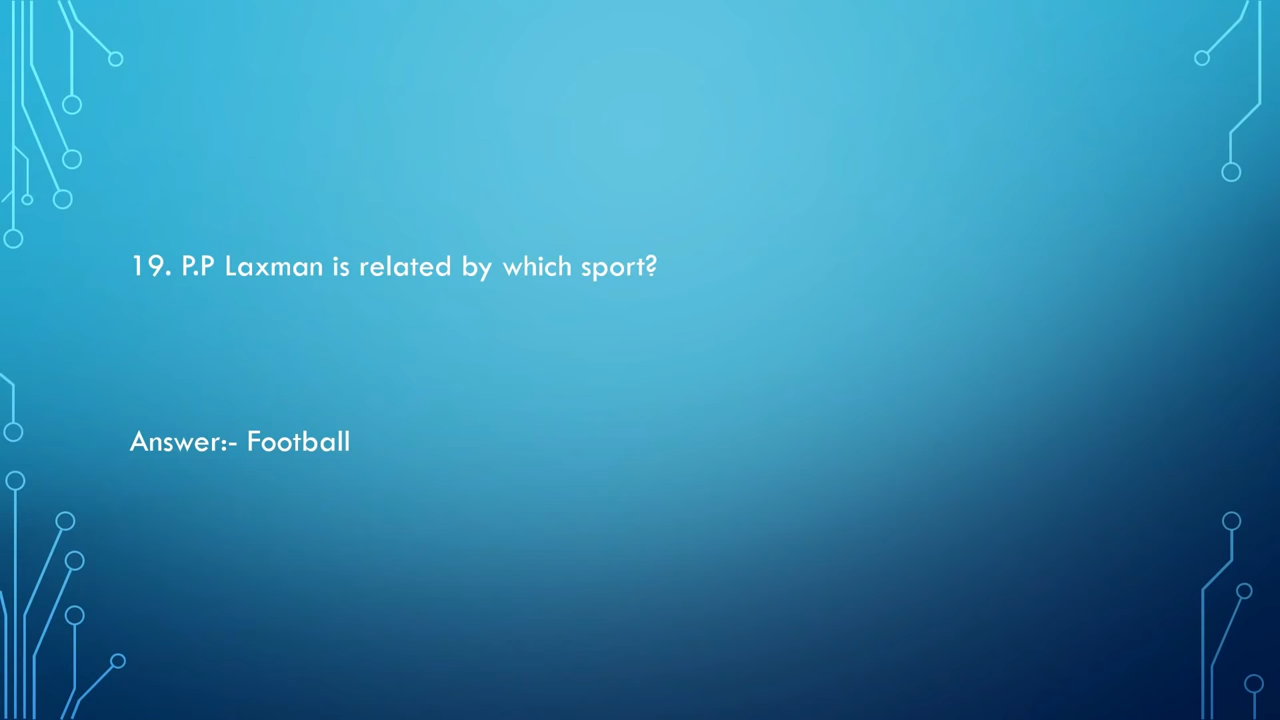 19. P.P Laxman is related by which sport?
Answer:- Football